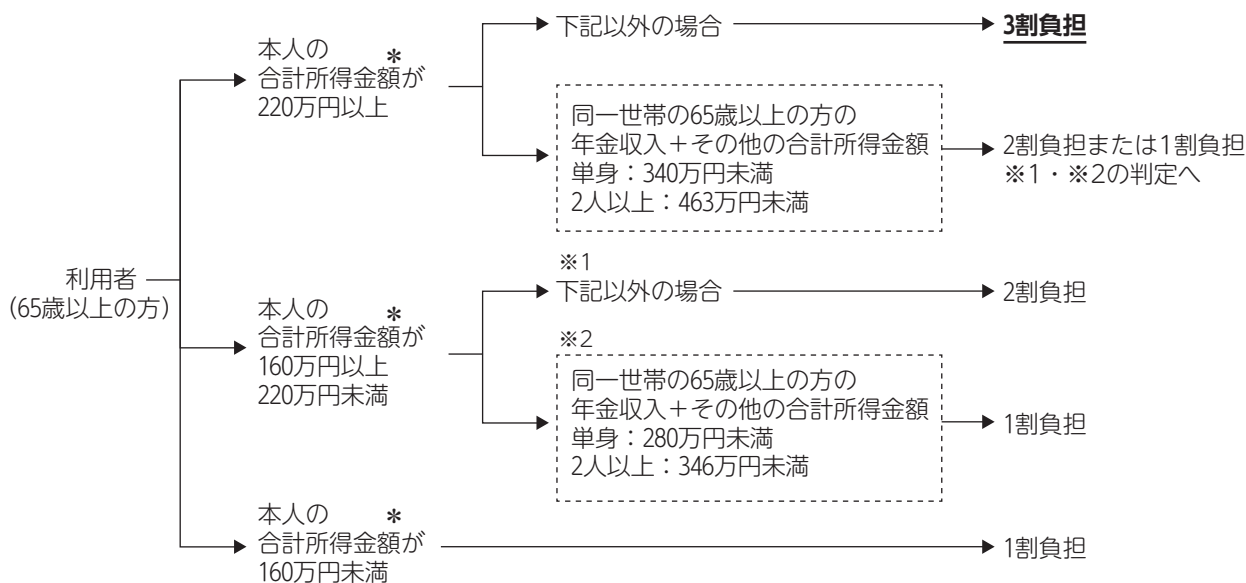 利用者
(65歳以上の方)
本人の ＊
合計所得金額が
220万円以上
下記以外の場合
3割負担
同一世帯の65歳以上の方の
年金収入＋その他の合計所得金額
単身：340万円未満
2人以上：463万円未満
2割負担または1割負担
※1・※2の判定へ
本人の ＊
合計所得金額が
160万円以上
220万円未満
※1
下記以外の場合
2割負担
※2
同一世帯の65歳以上の方の
年金収入＋その他の合計所得金額
単身：280万円未満
2人以上：346万円未満
1割負担
本人の ＊
合計所得金額が
160万円未満
1割負担